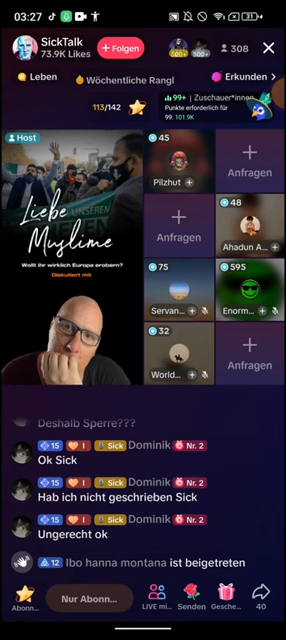 03:27
31
SickTalk
73.9K Likes
+ Folgen
500+
500+
308
Leben
Wöchentliche Rangl
Erkunden
113/142
99+ | Zuschauer*innen
Punkte erforderlich für
99: 101.9K
Host
Liebe
UNSEREN
Muslime
Wollt ihr wirklich Europa erobern?
Diskutiert mit
45
Pilzhut
Anfragen
Anfragen
48
Ahadun A...
75
Servan...
595
Enorm...
32
World...
Anfragen
Deshalb Sperre???
15 I Sick Dominik Nr. 2
Ok Sick
15 I Sick Dominik Nr. 2
Hab ich nicht geschrieben Sick
15 I Sick Dominik Nr. 2
Ungerecht ok
12 Ibo hanna montana ist beigetreten
Abonn...
Nur Abonn...
LIVE mi...
Senden
Gesche...
40